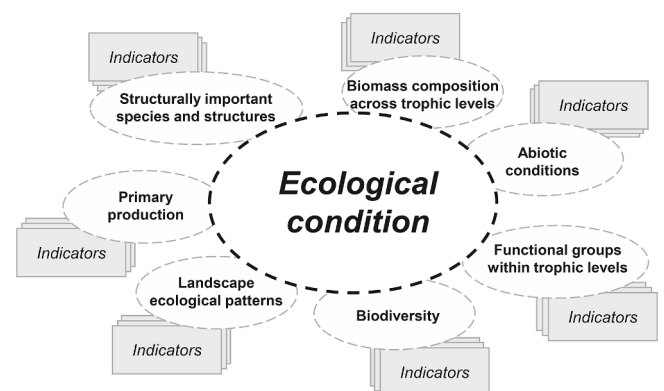 Indicators
Indicators
Structurally important
species and structures
Biomass composition
across trophic levels
Indicators
Abiotic
conditions
Ecological
condition
Primary
production
Indicators
Functional groups
within trophic levels
Landscape
ecological patterns
Biodiversity
Indicators
Indicators
Indicators